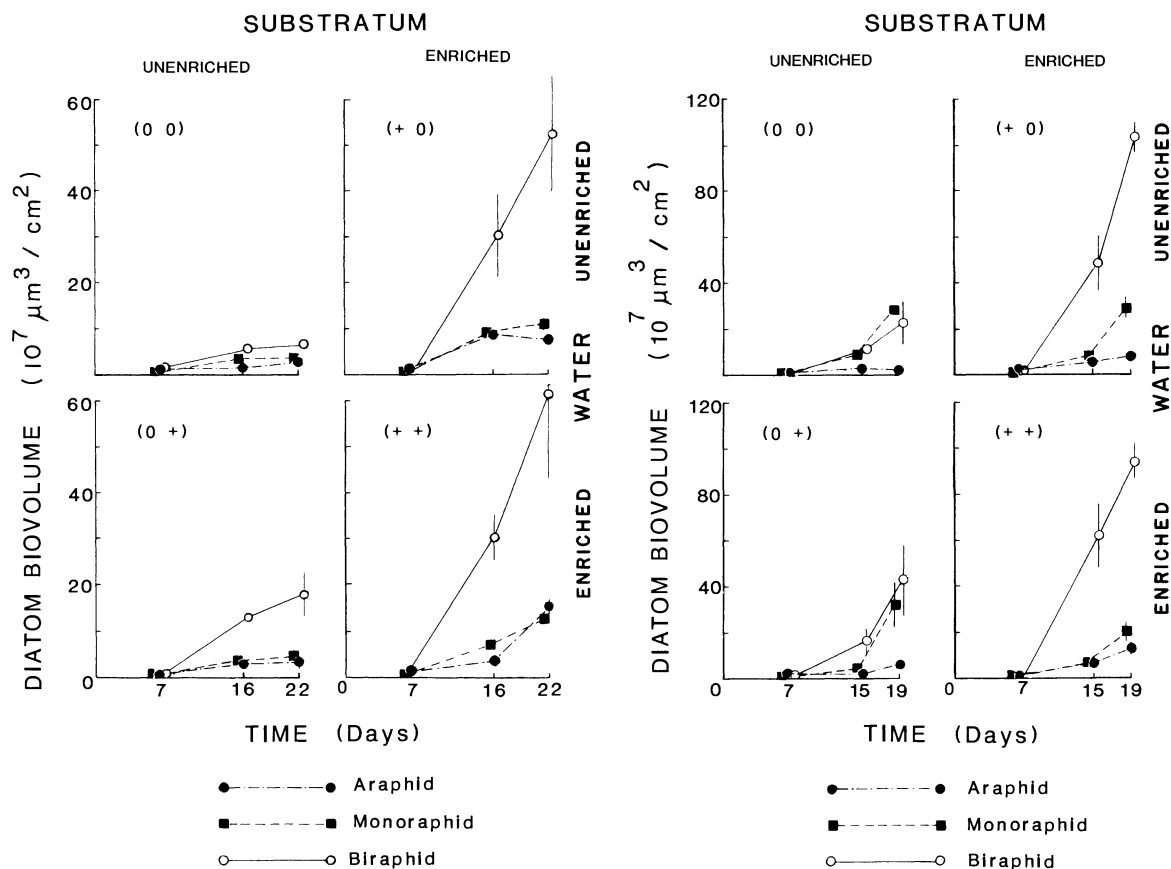 SUBSTRATUM
UNENRICHED
ENRICHED
60
40
20
(0 0)
(+ 0)
UNENRICHED
60
40
20
0
(0 +)
(+ +)
ENRICHED
WATER
DIATOM BIOVOLUME (10⁷ μm³ / cm²)
0
7
16
22
0
7
16
22
TIME (Days)
Araphid
Monoraphid
Biraphid
SUBSTRATUM
UNENRICHED
ENRICHED
120
80
40
(0 0)
(+ 0)
UNENRICHED
120
80
40
0
(0 +)
(+ +)
ENRICHED
WATER
DIATOM BIOVOLUME (10⁷ μm³ / cm²)
0
7
15
19
0
7
15
19
TIME (Days)
Araphid
Monoraphid
Biraphid